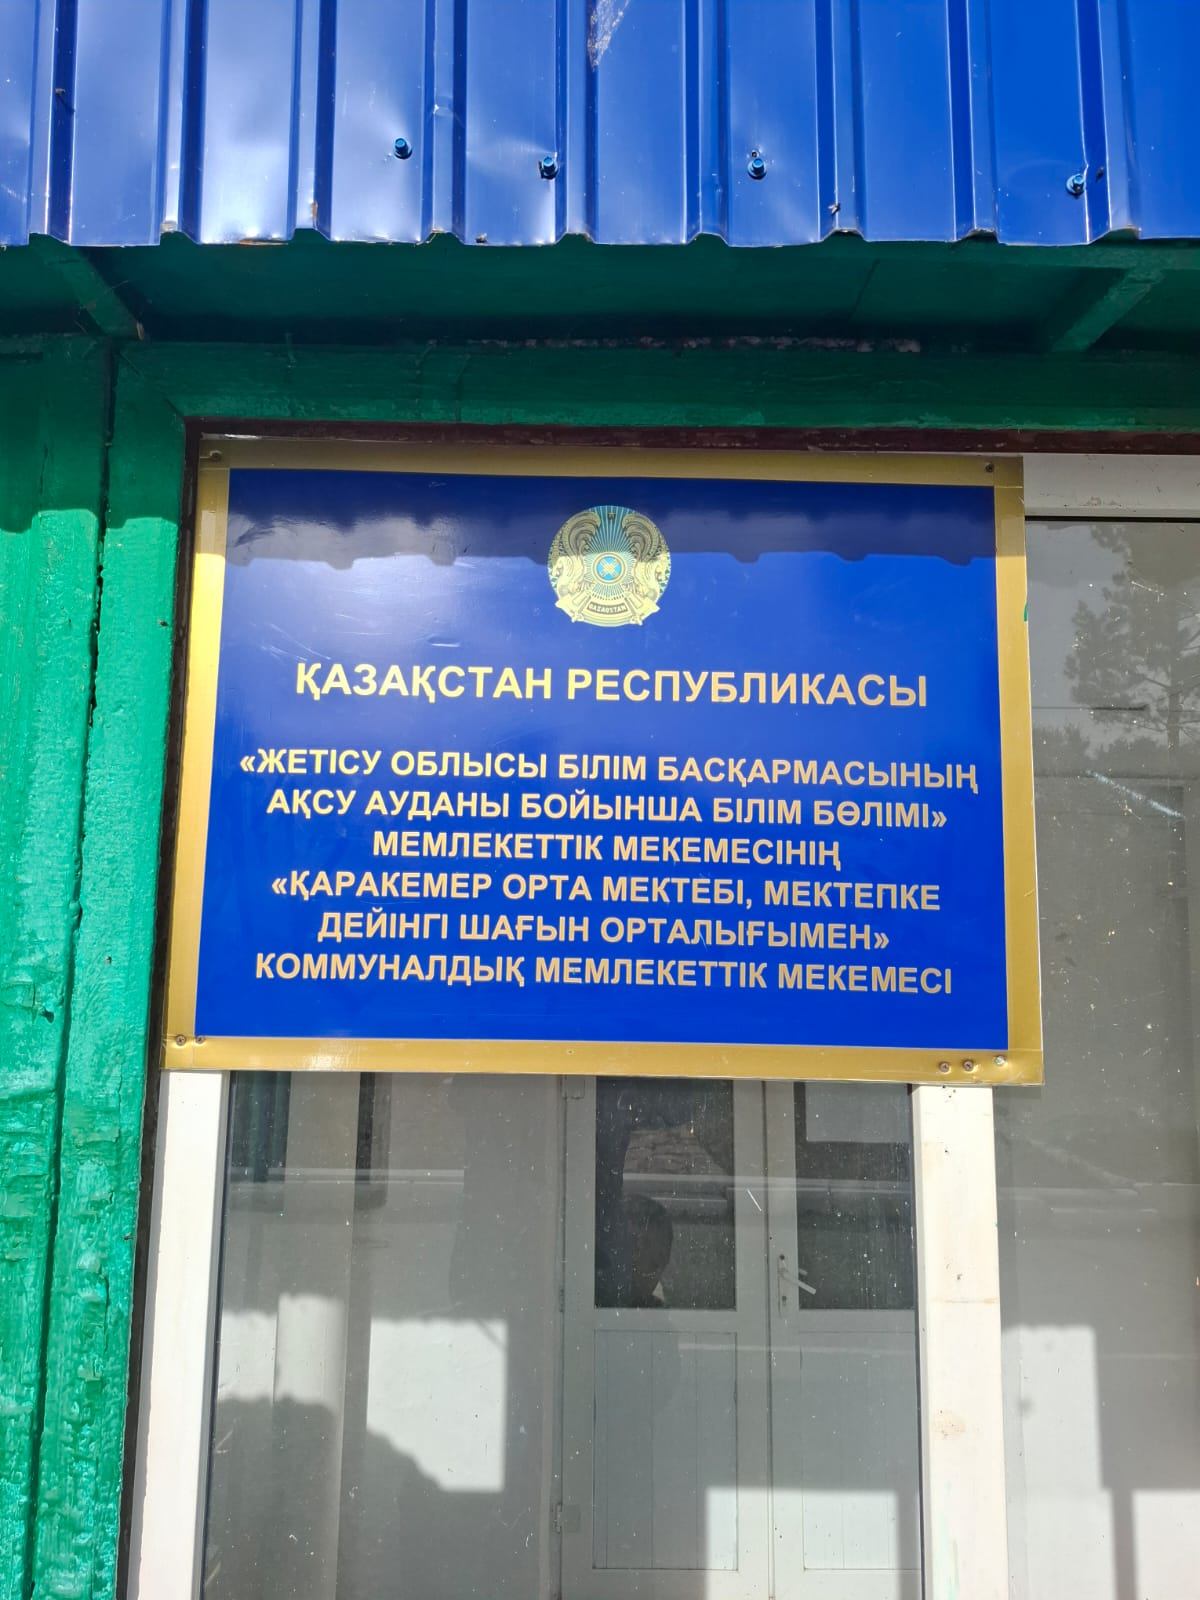 QAZAQSTAN
ҚАЗАҚСТАН РЕСПУБЛИКАСЫ
«ЖЕТІСУ ОБЛЫСЫ БІЛІМ БАСҚАРМАСЫНЫҢ
АҚСУ АУДАНЫ БОЙЫНША БІЛІМ БӨЛІМІ»
МЕМЛЕКЕТТІК МЕКЕМЕСІНІҢ
«ҚАРАКЕМЕР ОРТА МЕКТЕБІ, МЕКТЕПКЕ
ДЕЙІНГІ ШАҒЫН ОРТАЛЫҒЫМЕН»
КОММУНАЛДЫҚ МЕМЛЕКЕТТІК МЕКЕМЕСІ